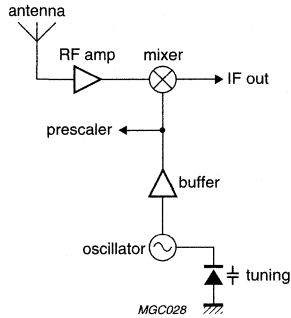 antenna
RF amp
mixer
IF out
prescaler
buffer
oscillator
tuning
MGC028